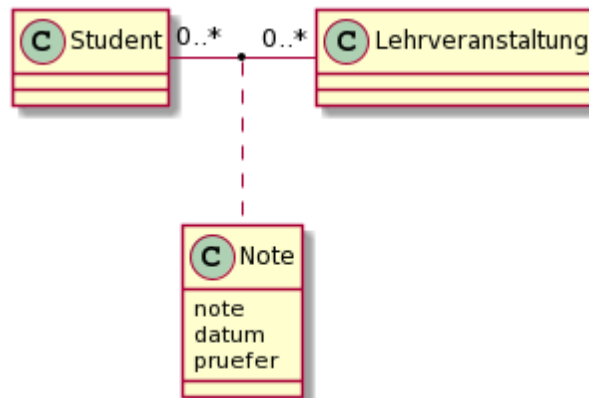 C Student 0..* 0..* C Lehrveranstaltung
C Note
note
datum
pruefer